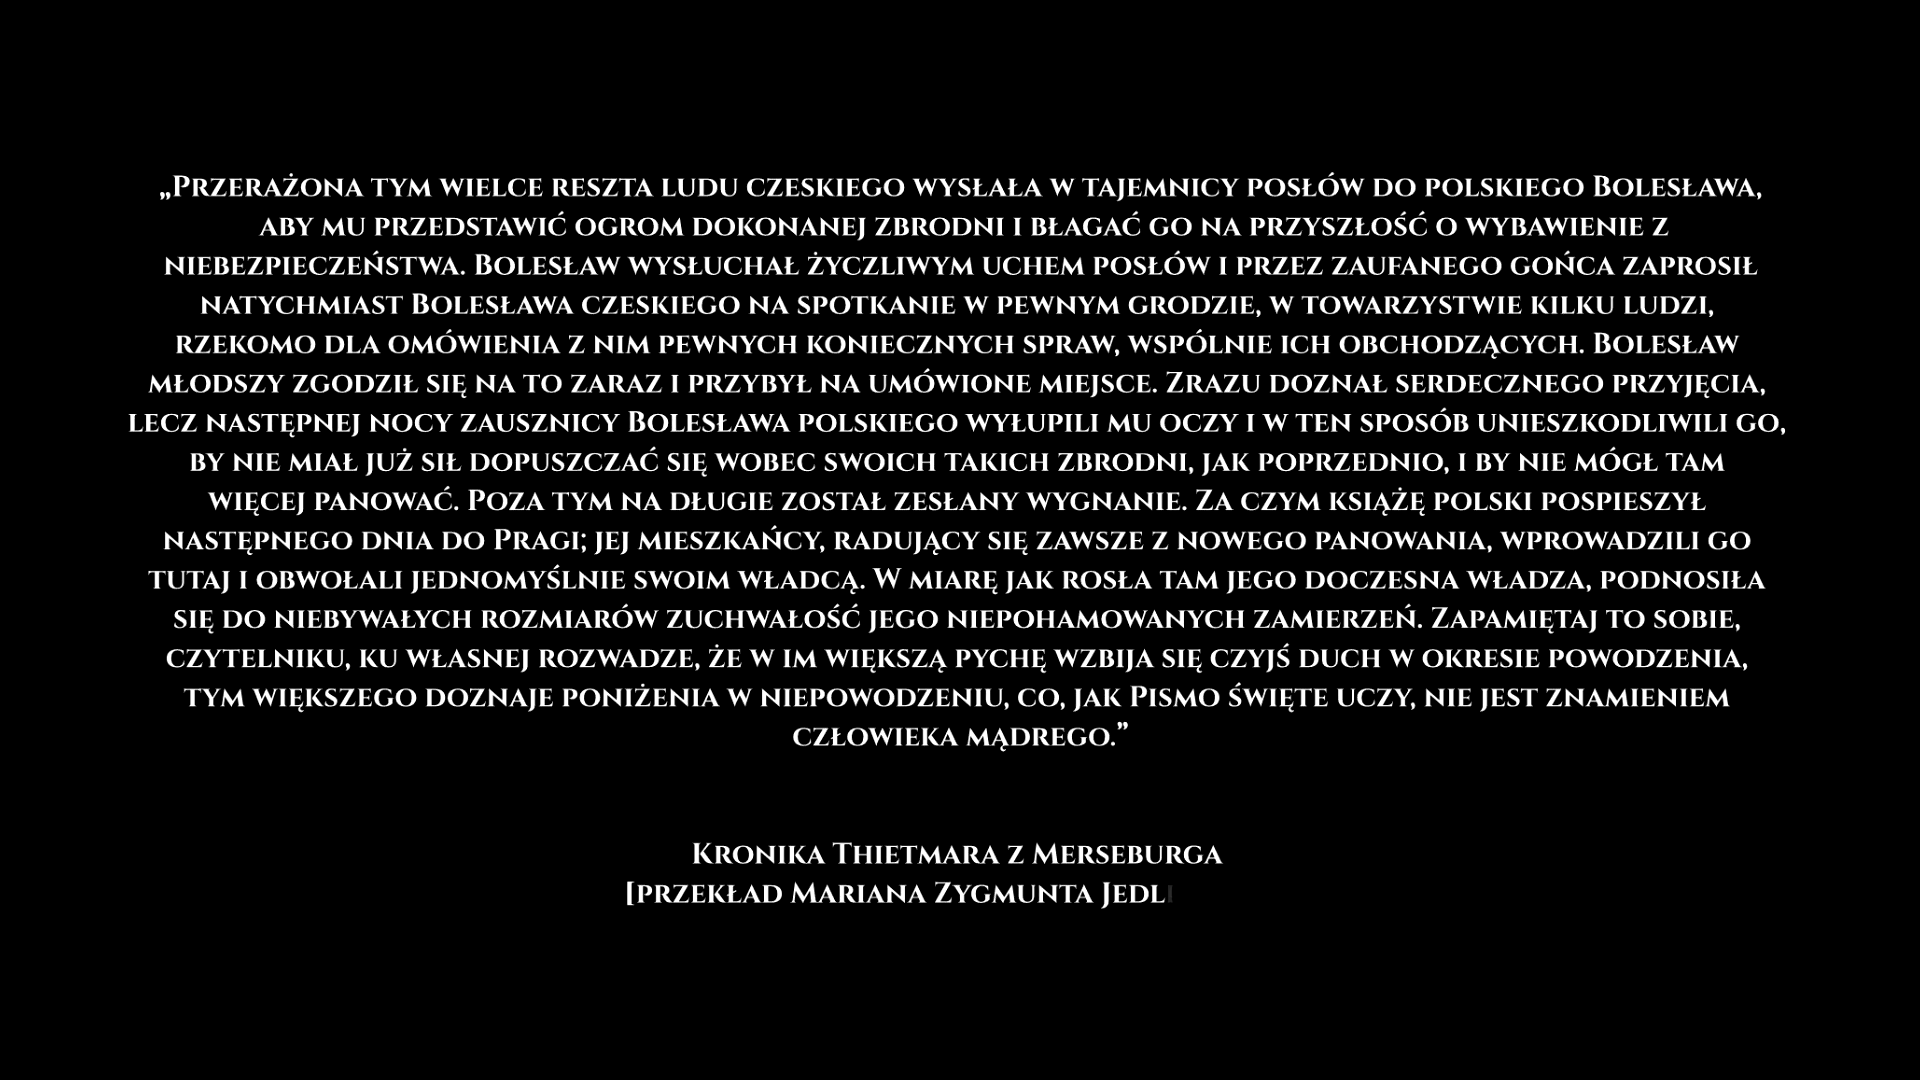 „Przerażona tym wielce reszta ludu czeskiego wysłała w tajemnicy posłów do polskiego Bolesława,
aby mu przedstawić ogrom dokonanej zbrodni i błagać go na przyszłość o wybawienie z
niebezpieczeństwa. Bolesław wysłuchał życzliwym uchem posłów i przez zaufanego gońca zaprosił
natychmiast Bolesława czeskiego na spotkanie w pewnym grodzie, w towarzystwie kilku ludzi,
rzekomo dla omówienia z nim pewnych koniecznych spraw, wspólnie ich obchodzących. Bolesław
młodszy zgodził się na to zaraz i przybył na umówione miejsce. Zrazu doznał serdecznego przyjęcia,
lecz następnej nocy zausznicy Bolesława polskiego wyłupili mu oczy i w ten sposób unieszkodliwili go,
by nie miał już sił dopuszczać się wobec swoich takich zbrodni, jak poprzednio, i by nie mógł tam
więcej panować. Poza tym na długie został zesłany wygnanie. Za czym książę polski pospieszył
następnego dnia do Pragi; jej mieszkańcy, radujący się zawsze z nowego panowania, wprowadzili go
tutaj i obwołali jednomyślnie swoim władcą. W miarę jak rosła tam jego doczesna władza, podnosiła
się do niebywałych rozmiarów zuchwałość jego niepohamowanych zamierzeń. Zapamiętaj to sobie,
czytelniku, ku własnej rozwadze, że w im większą pychę wzbija się czyjś duch w okresie powodzenia,
tym większego doznaje poniżenia w niepowodzeniu, co, jak Pismo święte uczy, nie jest znamieniem
człowieka mądrego.”
Kronika Thietmara z Merseburga
[przekład Mariana Zygmunta Jedli